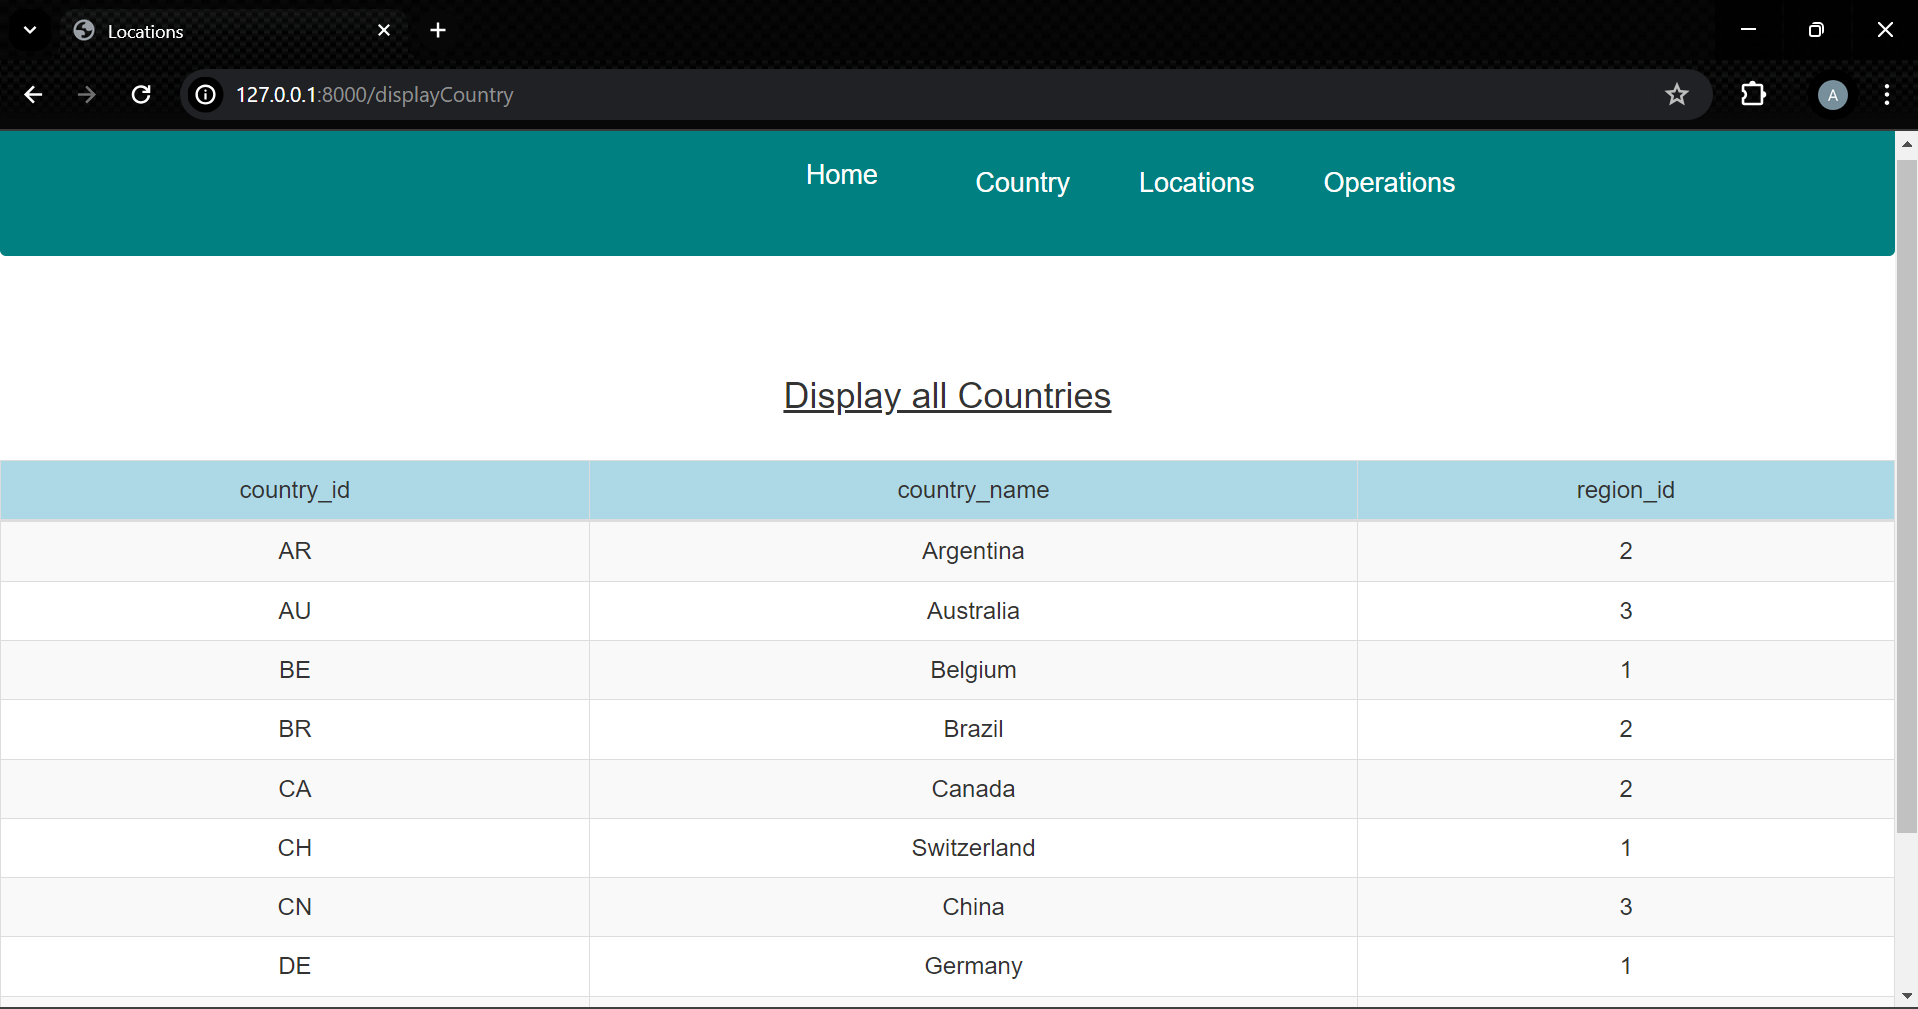 Locations
127.0.0.1:8000/displayCountry
A
Home Country Locations Operations
Display all Countries
country_id country_name region_id
AR Argentina 2
AU Australia 3
BE Belgium 1
BR Brazil 2
CA Canada 2
CH Switzerland 1
CN China 3
DE Germany 1